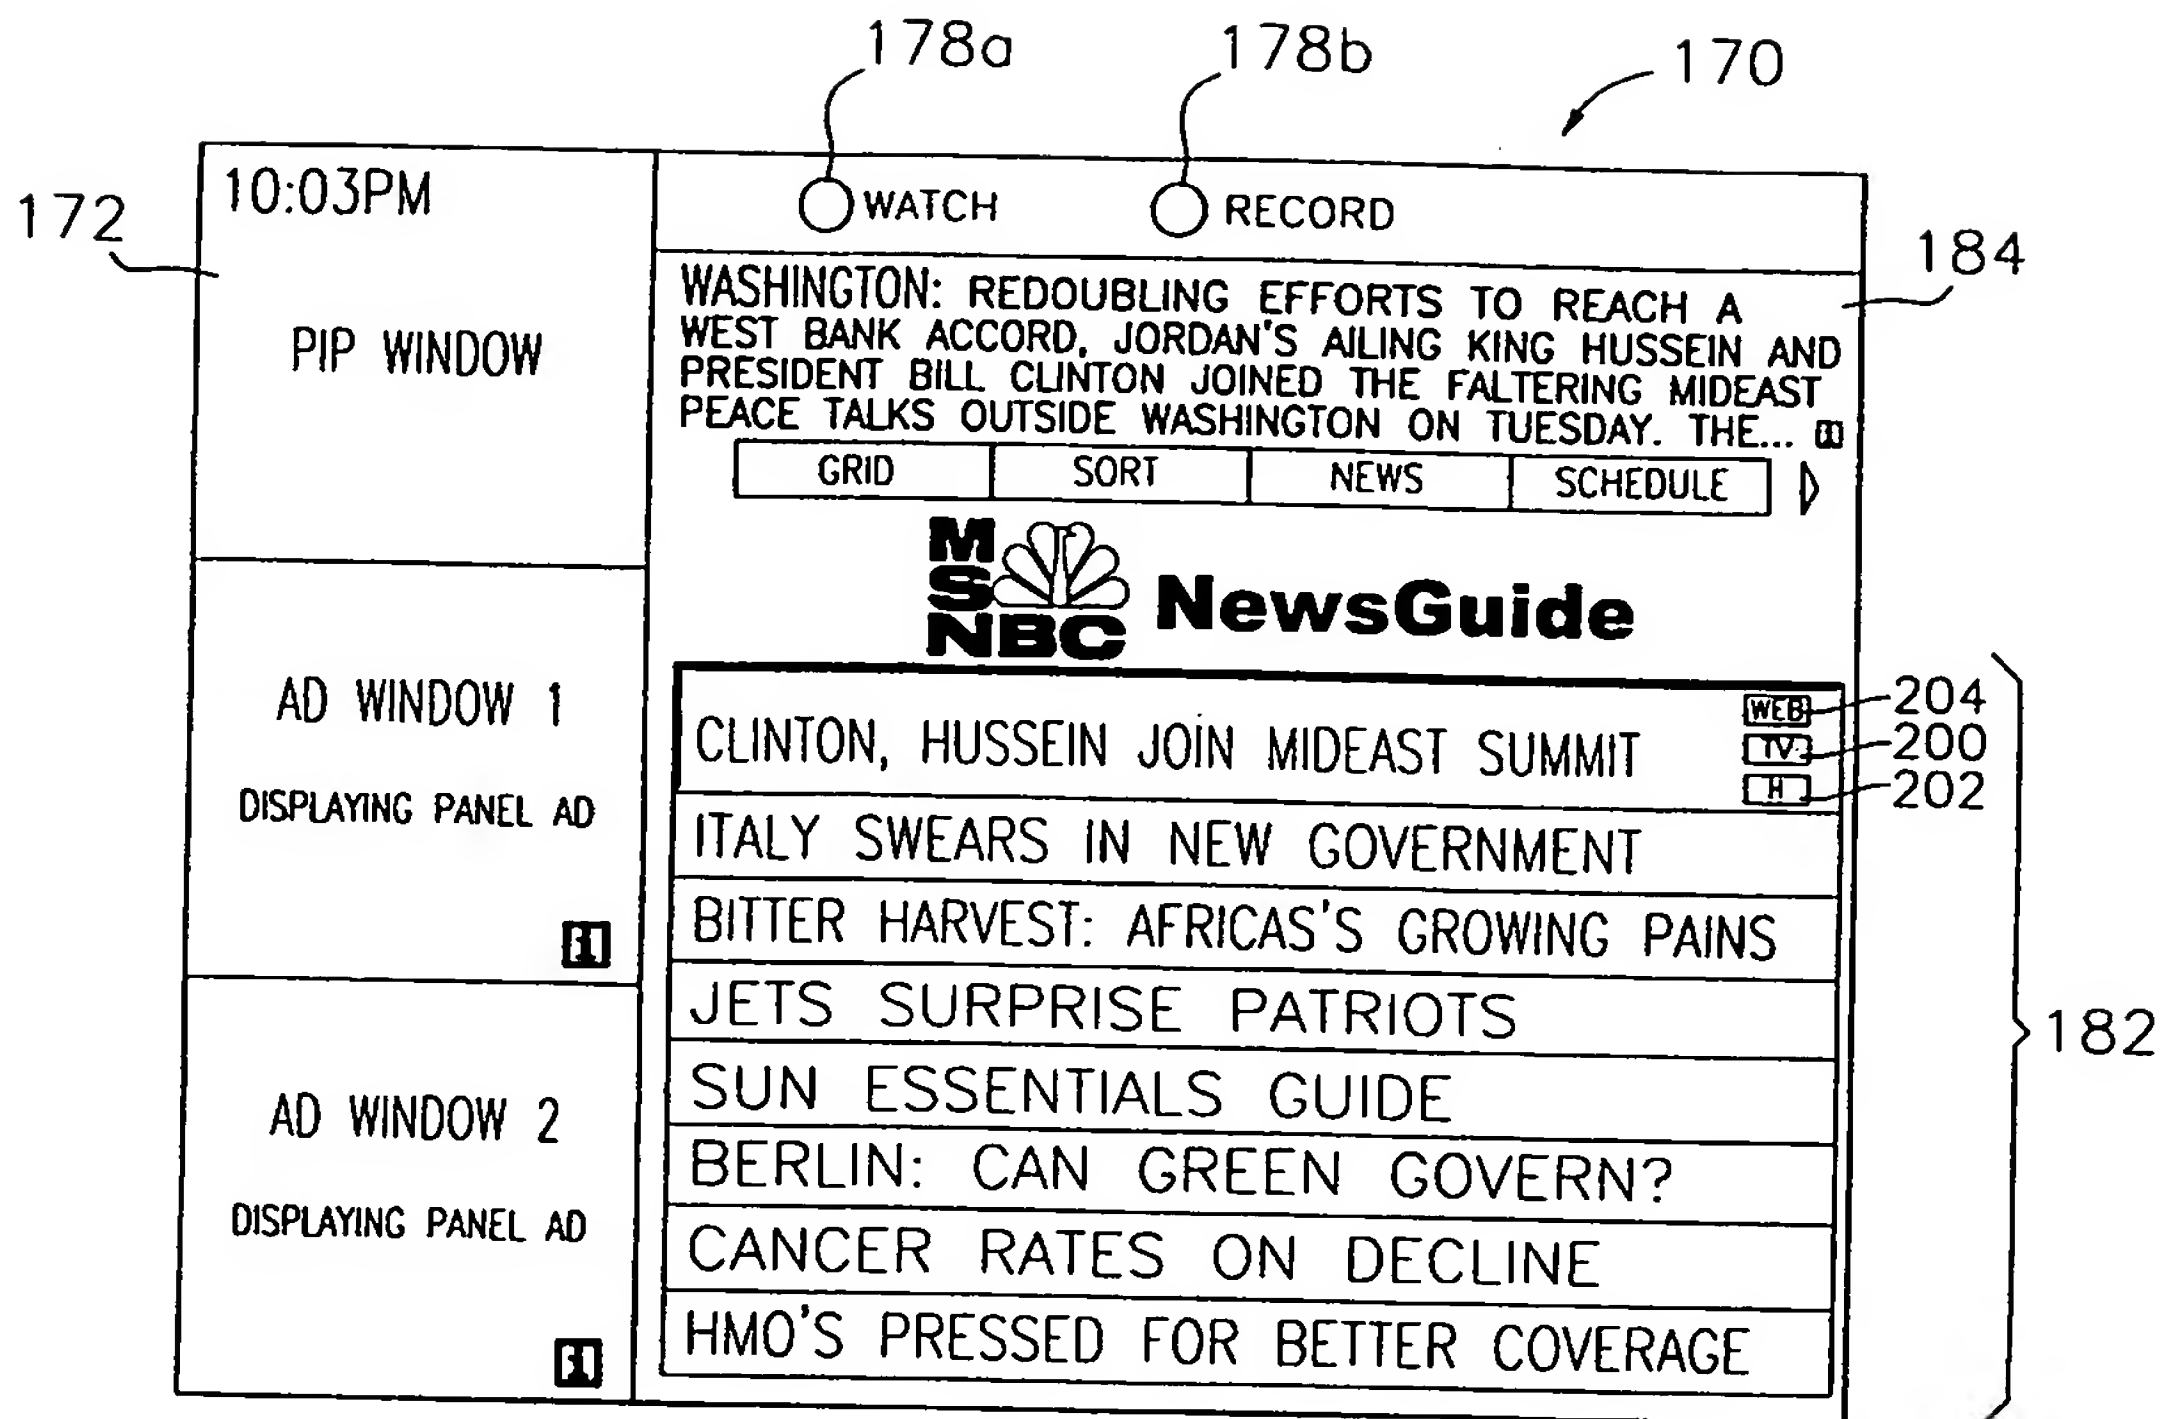 178a 178b 170
172
10:03PM
PIP WINDOW
WATCH RECORD
184
WASHINGTON: REDOUBLING EFFORTS TO REACH A
WEST BANK ACCORD, JORDAN'S AILING KING HUSSEIN AND
PRESIDENT BILL CLINTON JOINED THE FALTERING MIDEAST
PEACE TALKS OUTSIDE WASHINGTON ON TUESDAY. THE... i
GRID SORT NEWS SCHEDULE
MSNBC NewsGuide
AD WINDOW 1
DISPLAYING PANEL AD
i
AD WINDOW 2
DISPLAYING PANEL AD
i
CLINTON, HUSSEIN JOIN MIDEAST SUMMIT
WEB 204
TV 200
H 202
ITALY SWEARS IN NEW GOVERNMENT
BITTER HARVEST: AFRICAS'S GROWING PAINS
JETS SURPRISE PATRIOTS
SUN ESSENTIALS GUIDE
BERLIN: CAN GREEN GOVERN?
CANCER RATES ON DECLINE
HMO'S PRESSED FOR BETTER COVERAGE
182